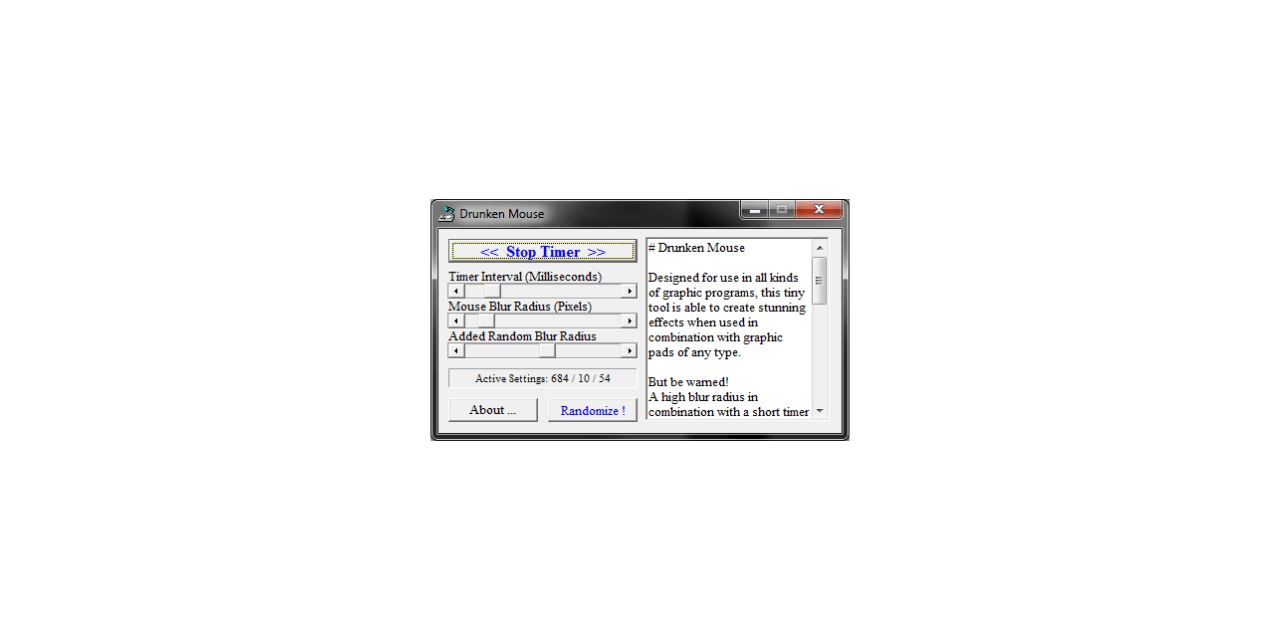 Drunken Mouse
<< Stop Timer >>
Timer Interval (Milliseconds)
Mouse Blur Radius (Pixels)
Added Random Blur Radius
Active Settings: 684 / 10 / 54
About ...
Randomize !
# Drunken Mouse
Designed for use in all kinds
of graphic programs, this tiny
tool is able to create stunning
effects when used in
combination with graphic
pads of any type.
But be warned!
A high blur radius in
combination with a short timer